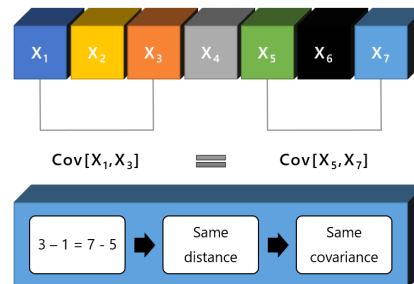 X₁ X₂ X₃ X₄ X₅ X₆ X₇
Cov[X₁,X₃] = Cov[X₅,X₇]
3 – 1 = 7 - 5
Same
distance
Same
covariance